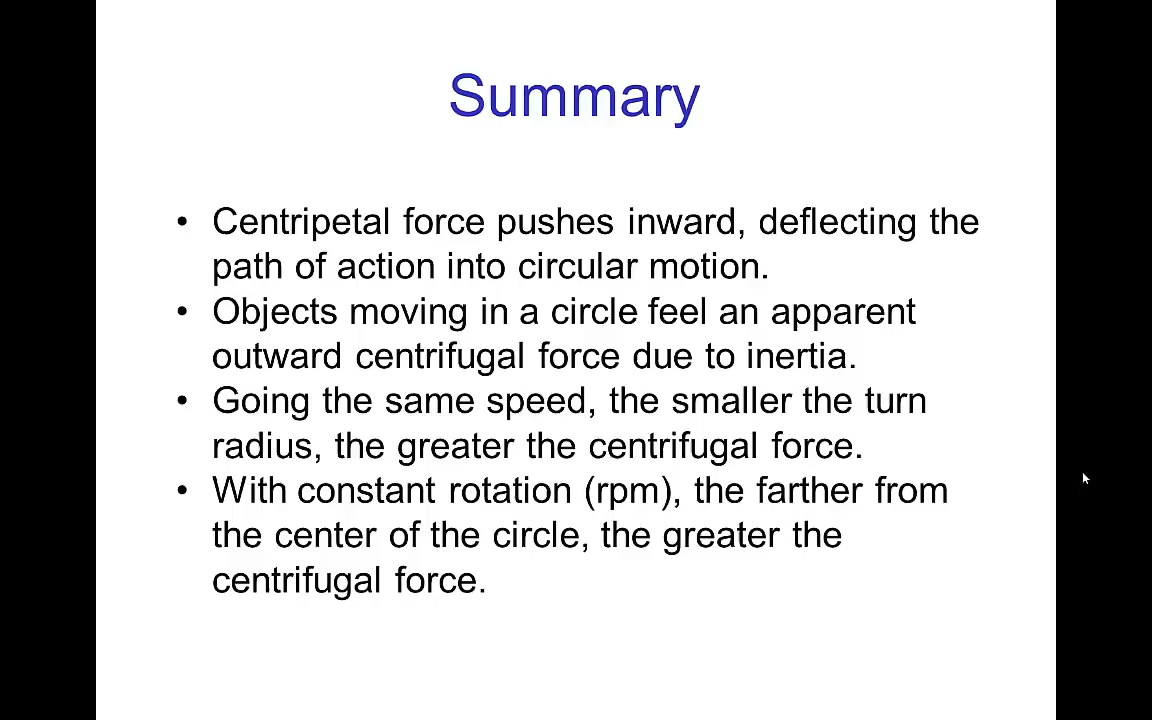 Summary
• Centripetal force pushes inward, deflecting the
path of action into circular motion.
• Objects moving in a circle feel an apparent
outward centrifugal force due to inertia.
• Going the same speed, the smaller the turn
radius, the greater the centrifugal force.
• With constant rotation (rpm), the farther from
the center of the circle, the greater the
centrifugal force.